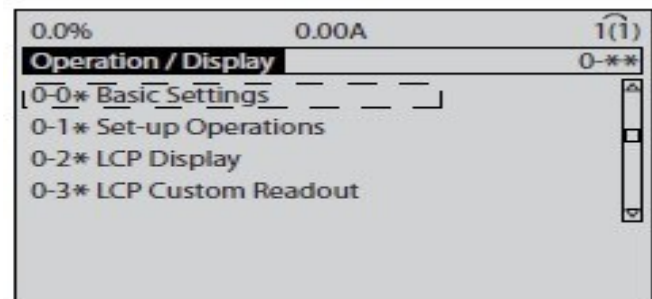 0.0% 0.00A 1(1)
Operation / Display 0-**
0-0* Basic Settings
0-1* Set-up Operations
0-2* LCP Display
0-3* LCP Custom Readout